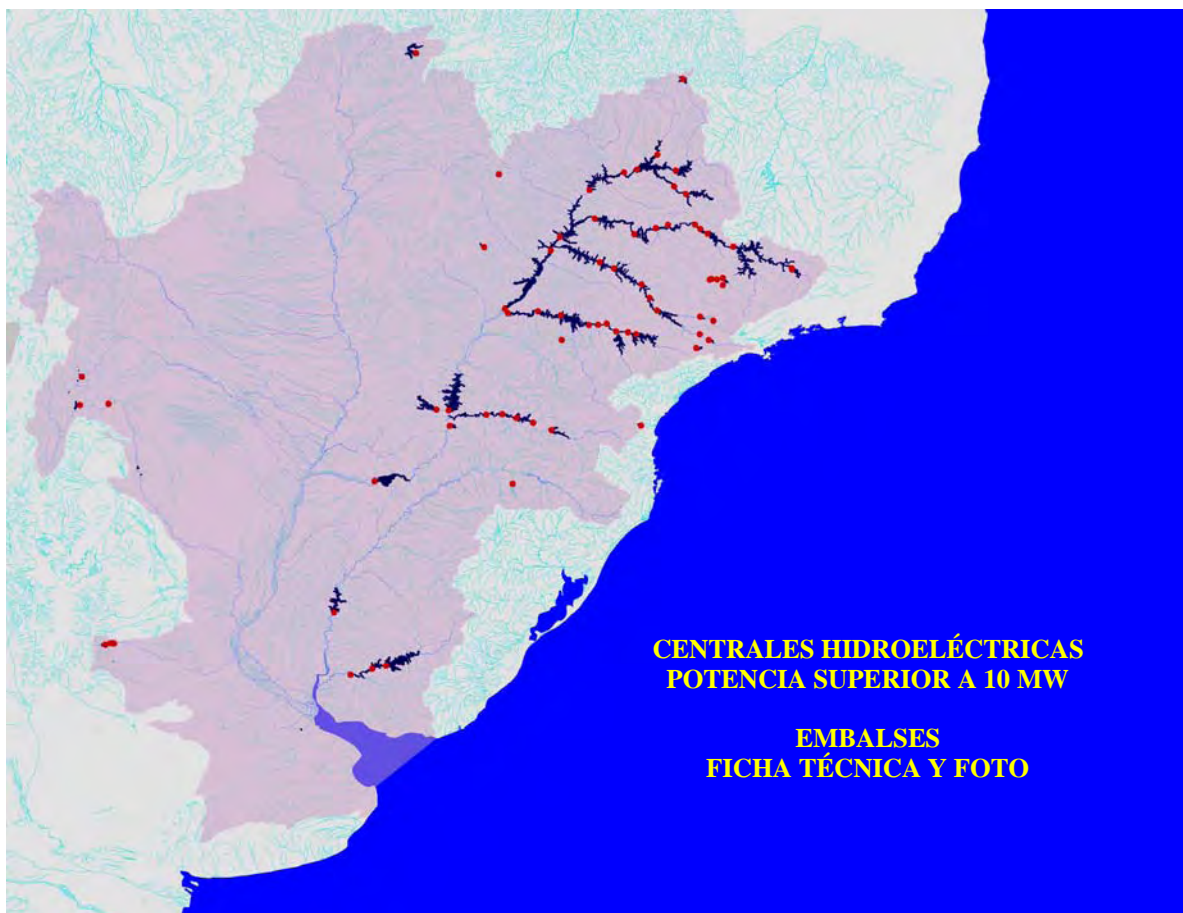 CENTRALES HIDROELÉCTRICAS
POTENCIA SUPERIOR A 10 MW
EMBALSES
FICHA TÉCNICA Y FOTO